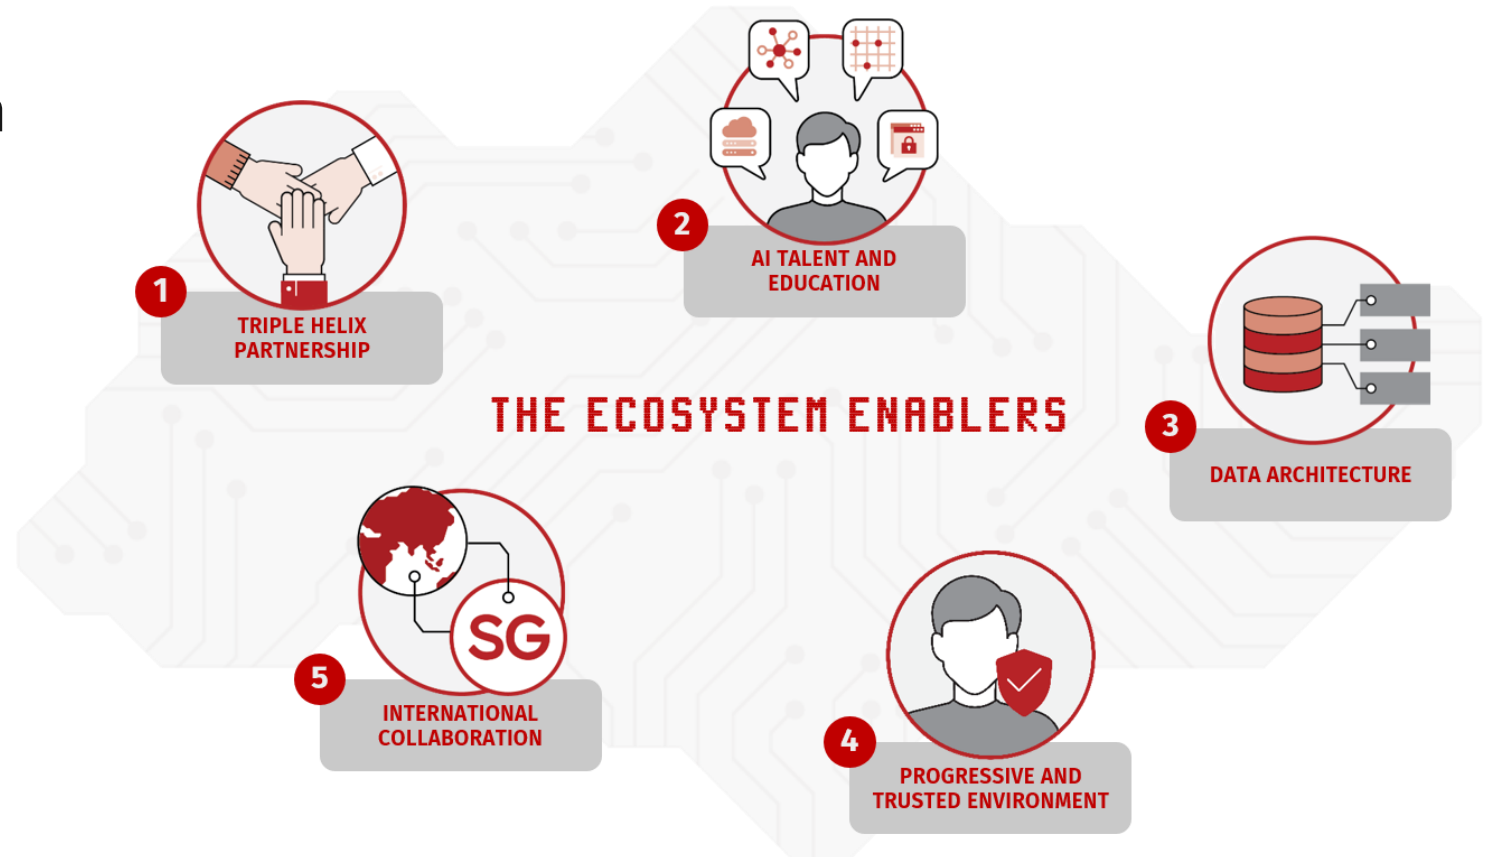 1
TRIPLE HELIX
PARTNERSHIP
2
AI TALENT AND
EDUCATION
THE ECOSYSTEM ENABLERS
3
DATA ARCHITECTURE
SG
5
INTERNATIONAL
COLLABORATION
4
PROGRESSIVE AND
TRUSTED ENVIRONMENT